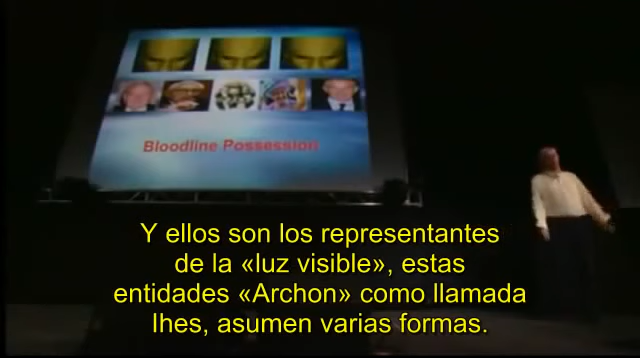 Bloodline Possession
Y ellos son los representantes
de la «luz visible», estas
entidades «Archon» como llamada
lhes, asumen varias formas.